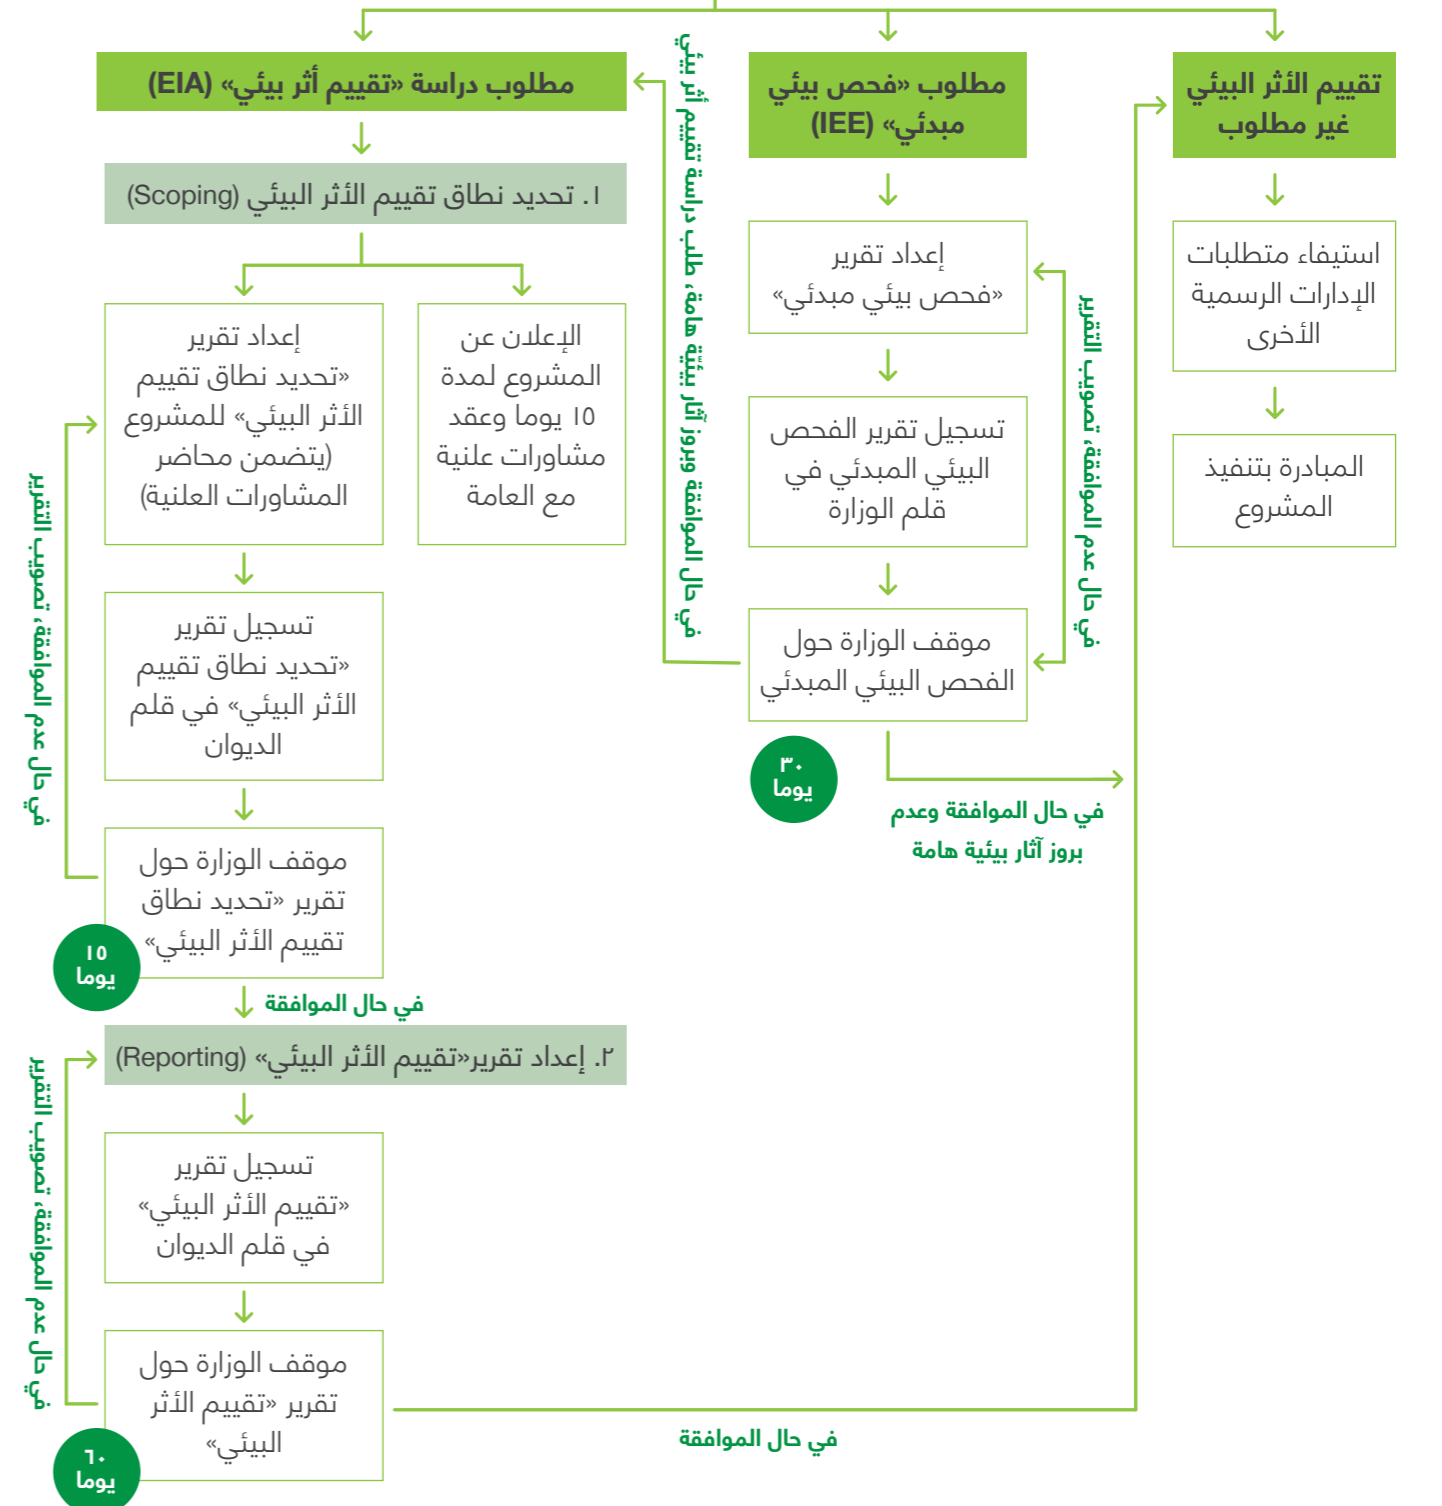 تقييم الأثر البيئي
غير مطلوب
استيفاء متطلبات
الإدارات الرسمية
الأخرى
المبادرة بتنفيذ
المشروع
مطلوب «فحص بيئي
مبدئي» (IEE)
إعداد تقرير
«فحص بيئي مبدئي»
تسجيل تقرير الفحص
البيئي المبدئي في
قلم الوزارة
موقف الوزارة حول
الفحص البيئي المبدئي
٣٠
يوما
في حال عدم الموافقة، تصويب التقرير
في حال الموافقة وعدم
بروز آثار بيئية هامة
في حال الموافقة وبروز آثار بيئيّة هامة، طلب دراسة تقييم أثر بيئي
مطلوب دراسة «تقييم أثر بيئي» (EIA)
١. تحديد نطاق تقييم الأثر البيئي (Scoping)
الإعلان عن
المشروع لمدة
١٥ يوما وعقد
مشاورات علنية
مع العامة
إعداد تقرير
«تحديد نطاق تقييم
الأثر البيئي» للمشروع
(يتضمن محاضر
المشاورات العلنية)
تسجيل تقرير
«تحديد نطاق تقييم
الأثر البيئي» في قلم
الديوان
موقف الوزارة حول
تقرير «تحديد نطاق
تقييم الأثر البيئي»
١٥
يوما
في حال عدم الموافقة، تصويب التقرير
في حال الموافقة
٢. إعداد تقرير«تقييم الأثر البيئي» (Reporting)
تسجيل تقرير
«تقييم الأثر البيئي»
في قلم الديوان
موقف الوزارة حول
تقرير «تقييم الأثر
البيئي»
٦٠
يوما
في حال عدم الموافقة، تصويب التقرير
في حال الموافقة